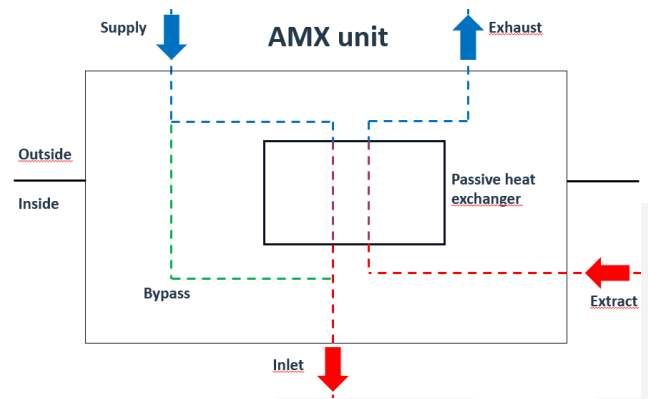 Supply
AMX unit
Exhaust
Outside
Inside
Passive heat
exchanger
Bypass
Extract
Inlet